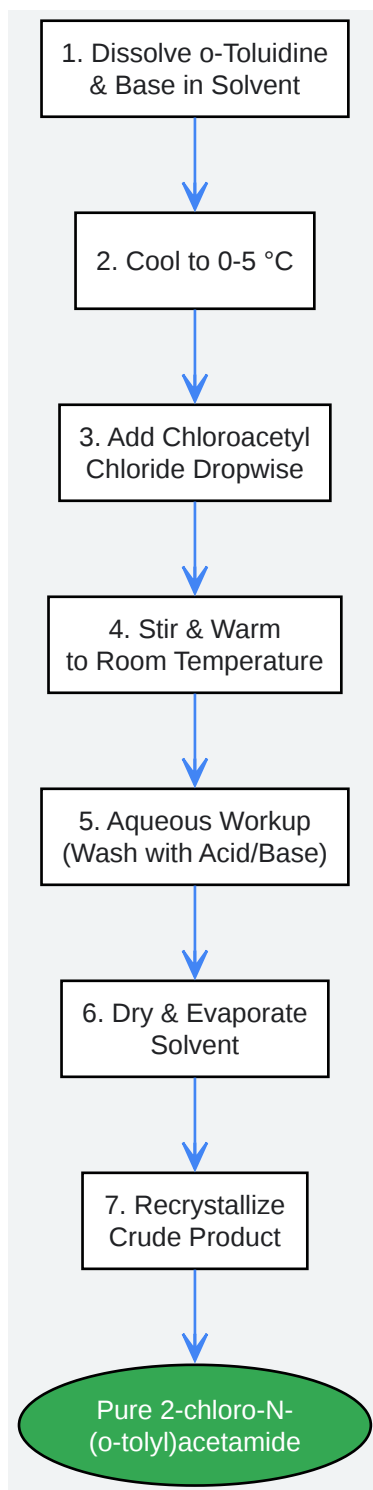 1. Dissolve o-Toluidine
& Base in Solvent
2. Cool to 0-5 °C
3. Add Chloroacetyl
Chloride Dropwise
4. Stir & Warm
to Room Temperature
5. Aqueous Workup
(Wash with Acid/Base)
6. Dry & Evaporate
Solvent
7. Recrystallize
Crude Product
Pure 2-chloro-N-
(o-tolyl)acetamide